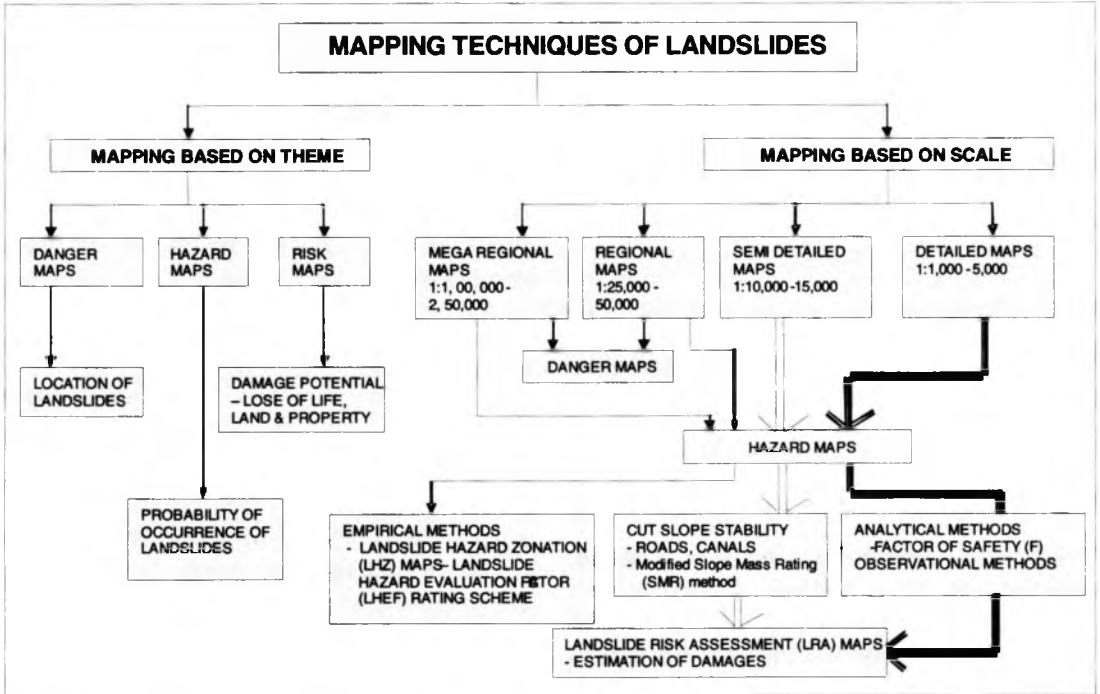 MAPPING TECHNIQUES OF LANDSLIDES
MAPPING BASED ON THEME
MAPPING BASED ON SCALE
DANGER
MAPS
HAZARD
MAPS
RISK
MAPS
MEGA REGIONAL
MAPS
1:1, 00, 000 -
2, 50,000
REGIONAL
MAPS
1:25,000 -
50,000
SEMI DETAILED
MAPS
1:10,000 -15,000
DETAILED MAPS
1:1,000 - 5,000
DANGER MAPS
LOCATION OF
LANDSLIDES
DAMAGE POTENTIAL
– LOSE OF LIFE,
LAND & PROPERTY
HAZARD MAPS
PROBABILITY OF
OCCURRENCE OF
LANDSLIDES
EMPIRICAL METHODS
- LANDSLIDE HAZARD ZONATION
(LHZ) MAPS– LANDSLIDE
HAZARD EVALUATION FACTOR
(LHEF) RATING SCHEME
CUT SLOPE STABILITY
- ROADS, CANALS
- Modified Slope Mass Rating
(SMR) method
ANALYTICAL METHODS
-FACTOR OF SAFETY (F)
OBSERVATIONAL METHODS
LANDSLIDE RISK ASSESSMENT (LRA) MAPS
- ESTIMATION OF DAMAGES